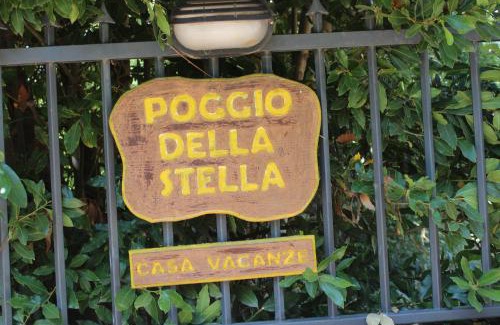 POGGIO
DELLA
STELLA
CASA VACANZE